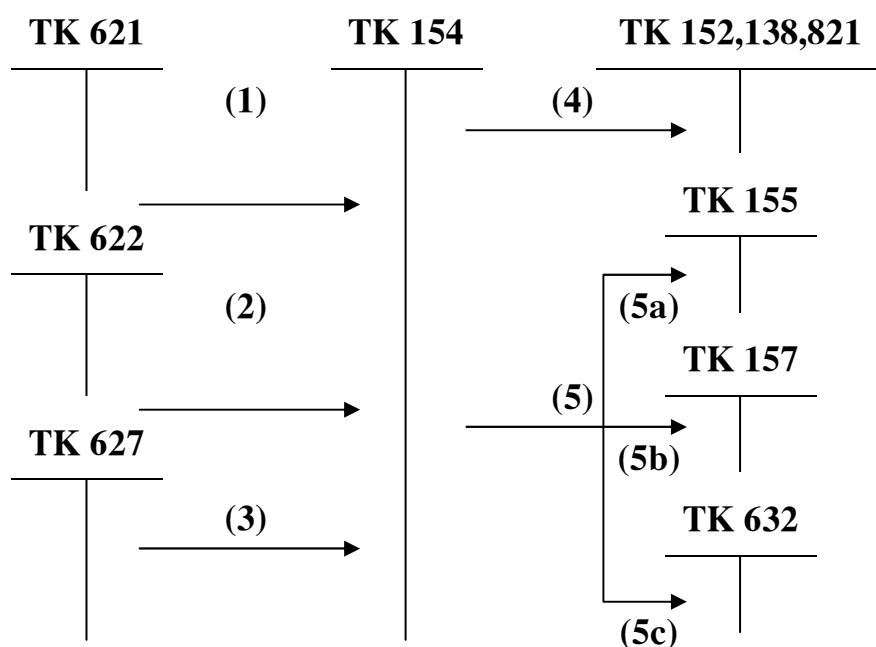 TK 621
TK 154
TK 152,138,821
(1)
(4)
TK 155
TK 622
(2)
(5a)
TK 157
(5)
TK 627
(5b)
(3)
TK 632
(5c)